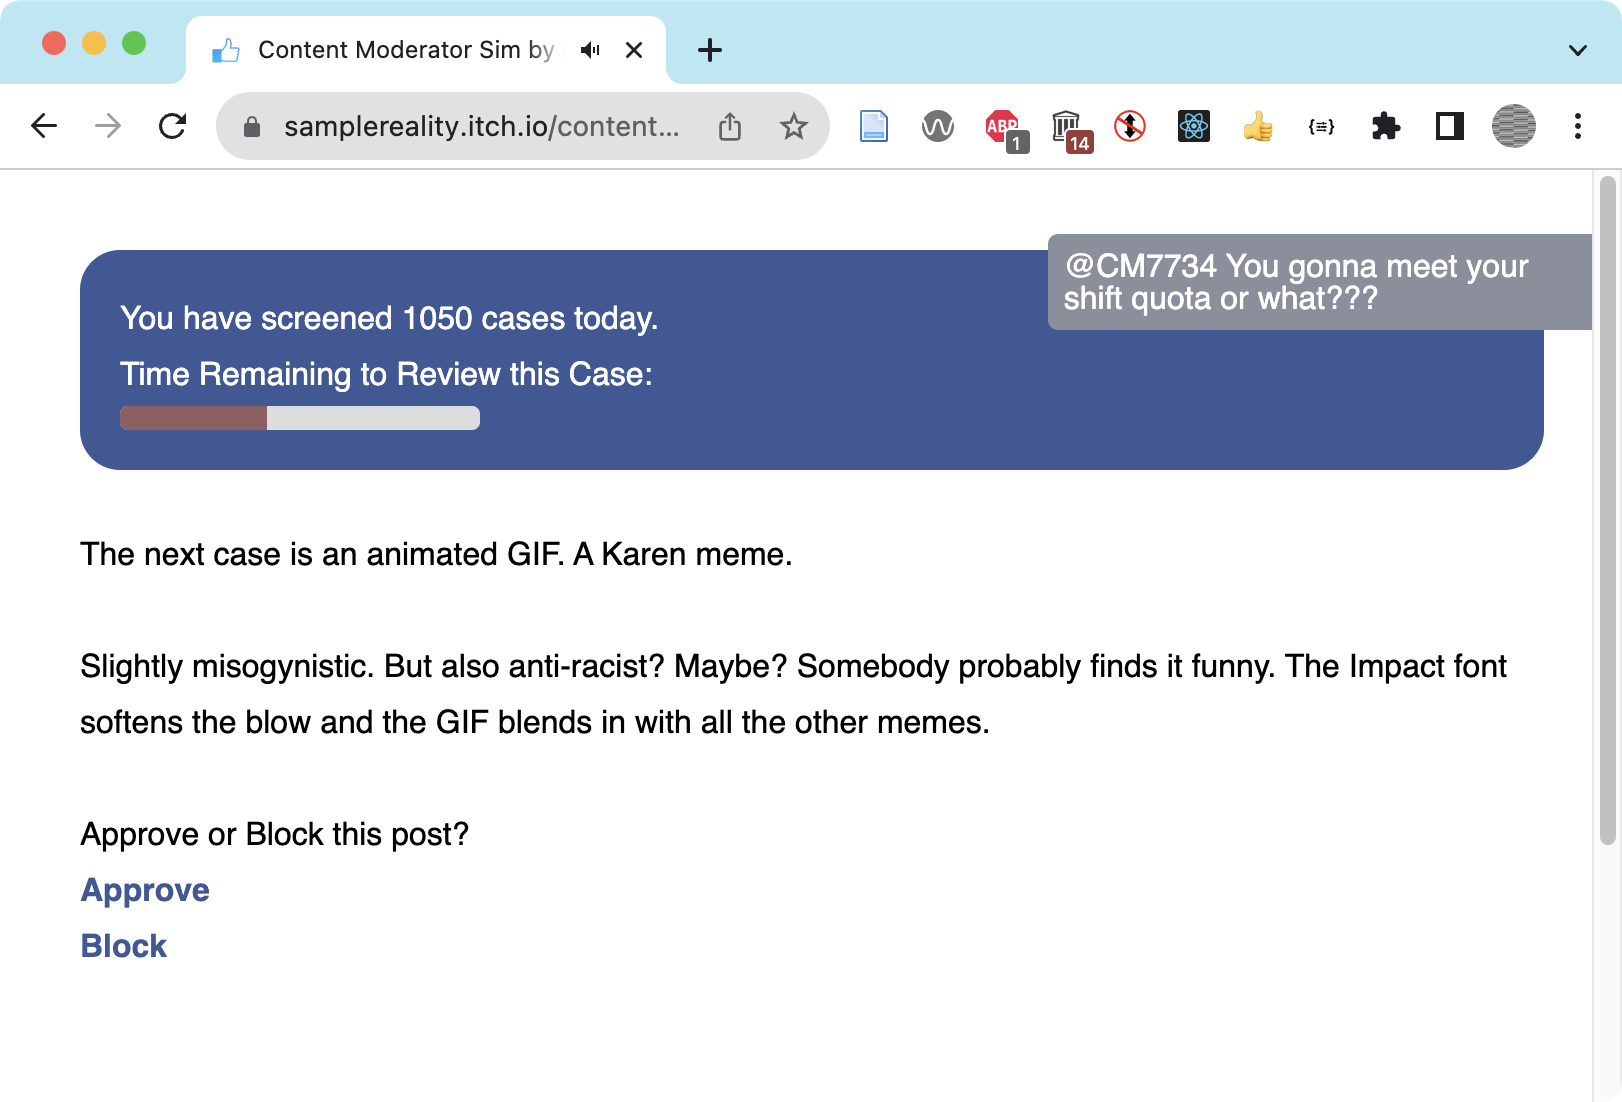 Content Moderator Sim by
samplereality.itch.io/content...
ABP
1
14
@CM7734 You gonna meet your
shift quota or what???
You have screened 1050 cases today.
Time Remaining to Review this Case:
The next case is an animated GIF. A Karen meme.
Slightly misogynistic. But also anti-racist? Maybe? Somebody probably finds it funny. The Impact font
softens the blow and the GIF blends in with all the other memes.
Approve or Block this post?
Approve
Block